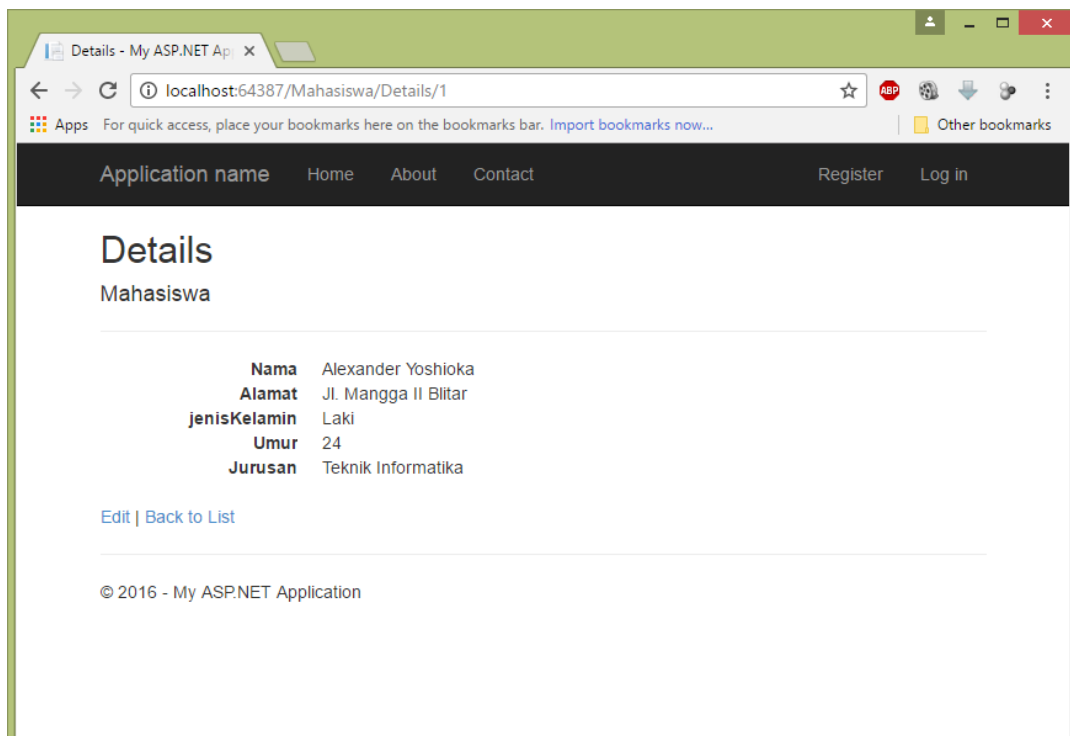 Details - My ASP.NET Ap
localhost:64387/Mahasiswa/Details/1
ABP
Apps For quick access, place your bookmarks here on the bookmarks bar. Import bookmarks now... Other bookmarks
Application name Home About Contact Register Log in
Details
Mahasiswa
Nama Alexander Yoshioka
Alamat Jl. Mangga II Blitar
jenisKelamin Laki
Umur 24
Jurusan Teknik Informatika
Edit | Back to List
© 2016 - My ASP.NET Application